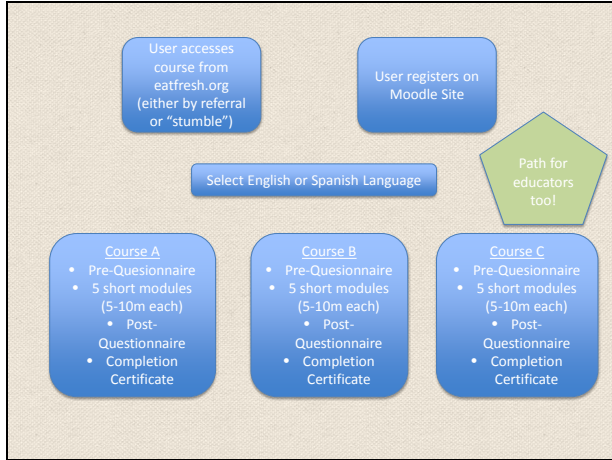 User accesses
course from
eatfresh.org
(either by referral
or “stumble”)
User registers on
Moodle Site
Path for
educators
too!
Select English or Spanish Language
Course A
• Pre-Quesionnaire
• 5 short modules
(5-10m each)
• Post-
Questionnaire
• Completion
Certificate
Course B
• Pre-Quesionnaire
• 5 short modules
(5-10m each)
• Post-
Questionnaire
• Completion
Certificate
Course C
• Pre-Quesionnaire
• 5 short modules
(5-10m each)
• Post-
Questionnaire
• Completion
Certificate